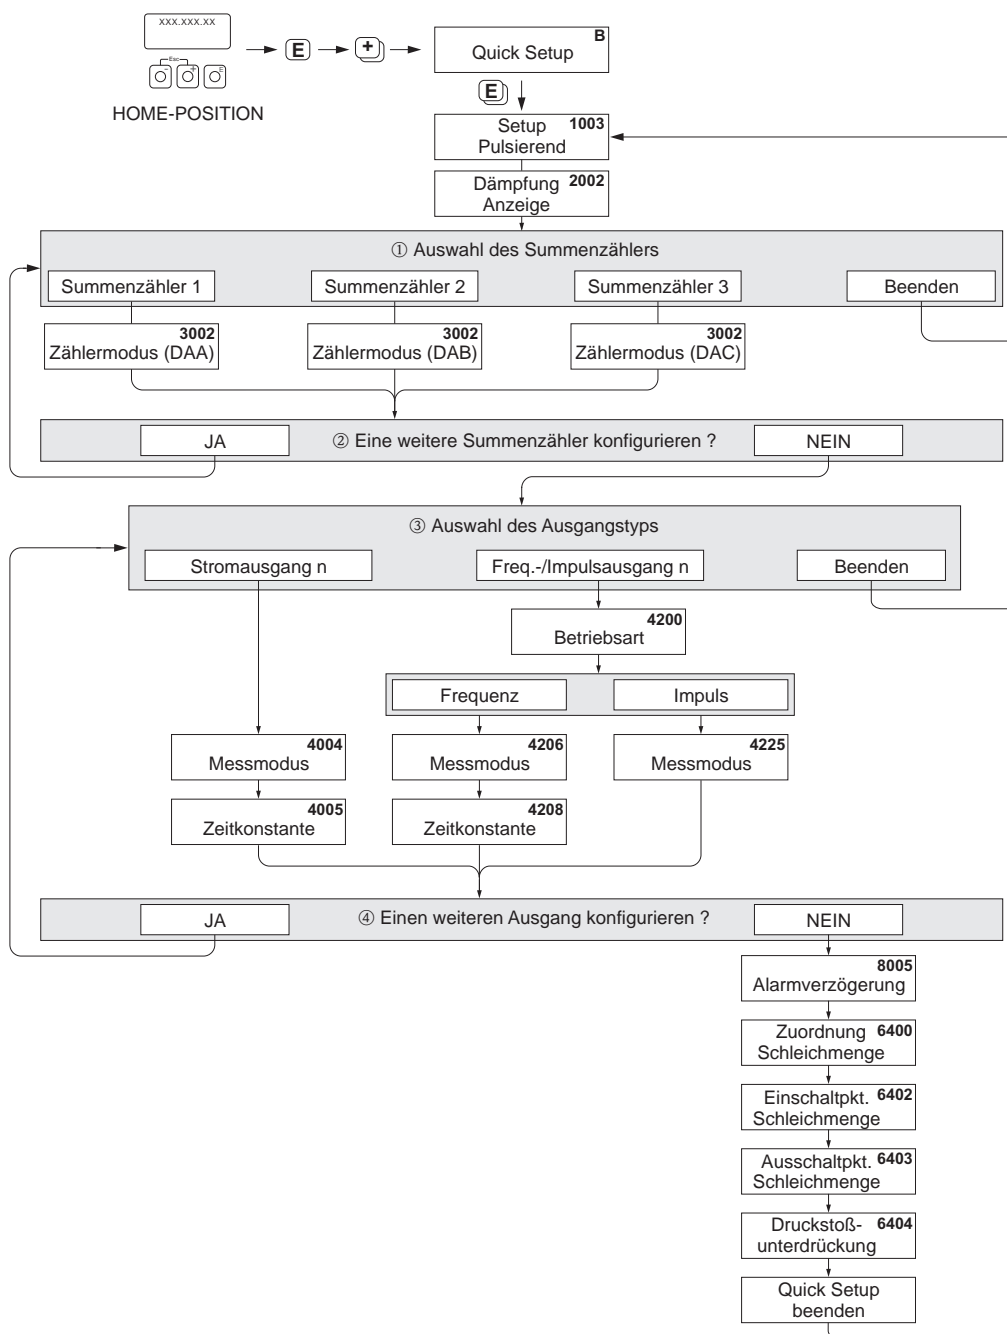 XXX.XXX.XX
Esc
- + E
E
+
HOME-POSITION
B
Quick Setup
E
Setup 1003
Pulsierend
Dämpfung 2002
Anzeige
① Auswahl des Summenzählers
Summenzähler 1 Summenzähler 2 Summenzähler 3 Beenden
3002 3002 3002
Zählermodus (DAA) Zählermodus (DAB) Zählermodus (DAC)
JA ② Eine weitere Summenzähler konfigurieren ? NEIN
③ Auswahl des Ausgangstyps
Stromausgang n Freq.-/Impulsausgang n Beenden
4200
Betriebsart
Frequenz Impuls
4004 4206 4225
Messmodus Messmodus Messmodus
4005 4208
Zeitkonstante Zeitkonstante
JA ④ Einen weiteren Ausgang konfigurieren ? NEIN
8005
Alarmverzögerung
Zuordnung 6400
Schleichmenge
Einschaltpkt. 6402
Schleichmenge
Ausschaltpkt. 6403
Schleichmenge
Druckstoß- 6404
unterdrückung
Quick Setup
beenden